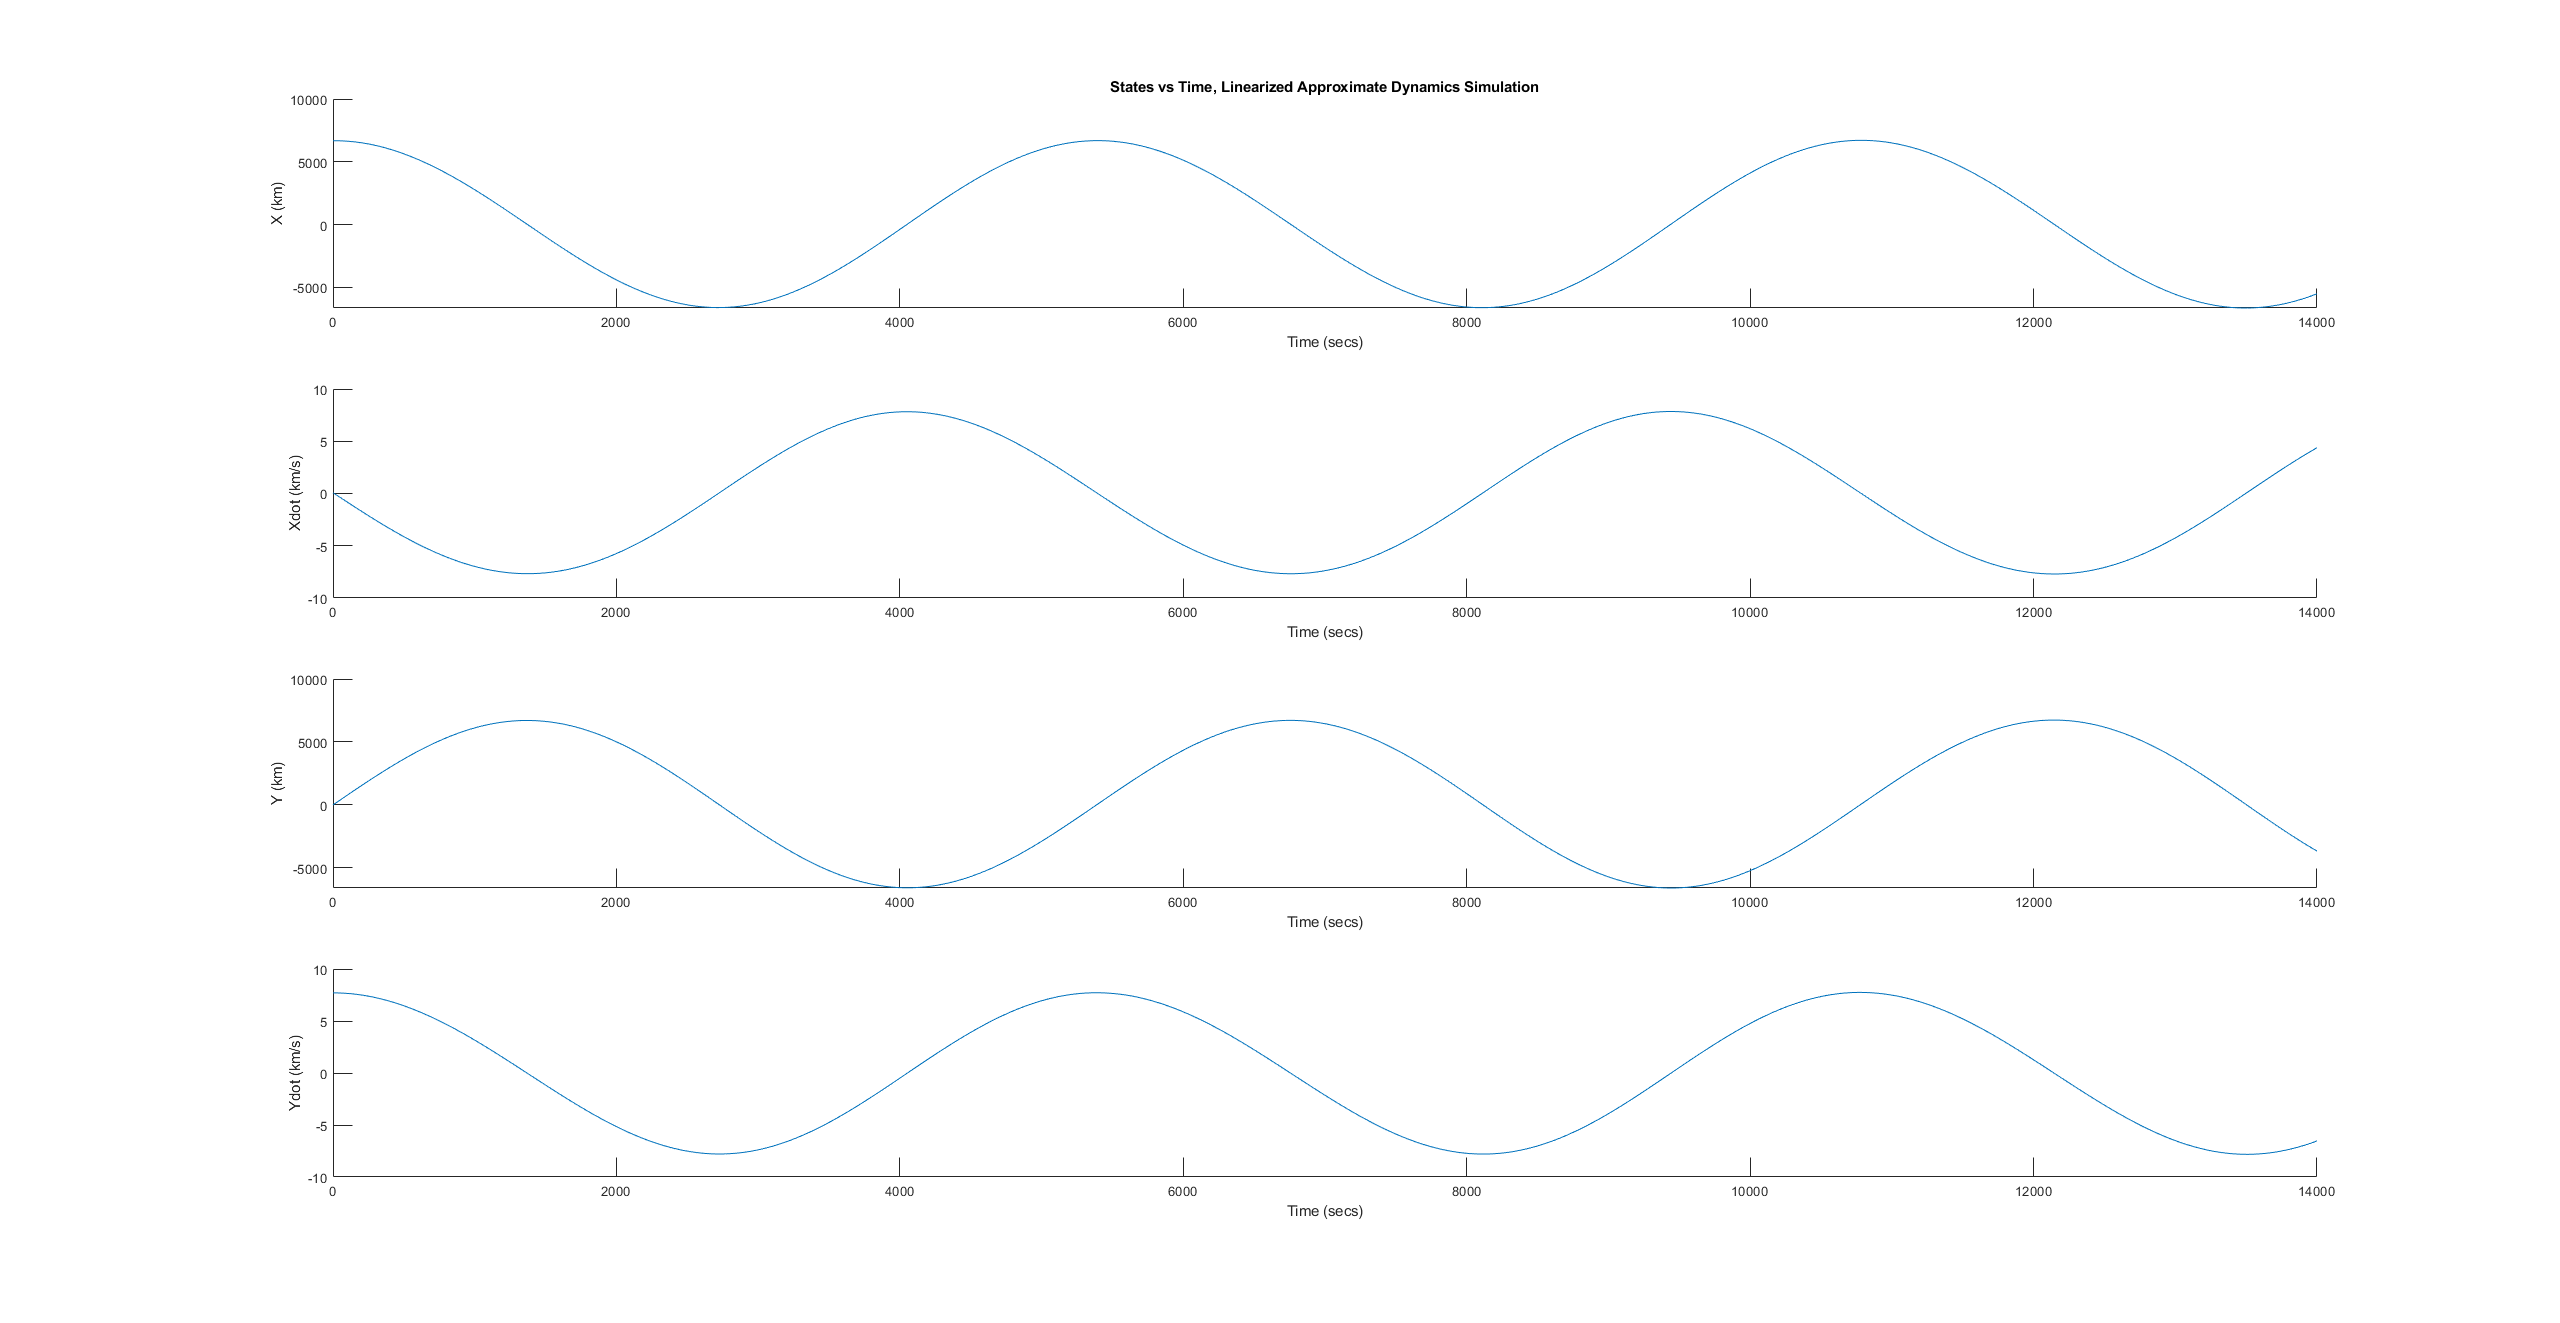 States vs Time, Linearized Approximate Dynamics Simulation
10000
5000
0
-5000
X (km)
0 2000 4000 6000 8000 10000 12000 14000
Time (secs)
10
5
0
-5
-10
Xdot (km/s)
0 2000 4000 6000 8000 10000 12000 14000
Time (secs)
10000
5000
0
-5000
Y (km)
0 2000 4000 6000 8000 10000 12000 14000
Time (secs)
10
5
0
-5
-10
Ydot (km/s)
0 2000 4000 6000 8000 10000 12000 14000
Time (secs)